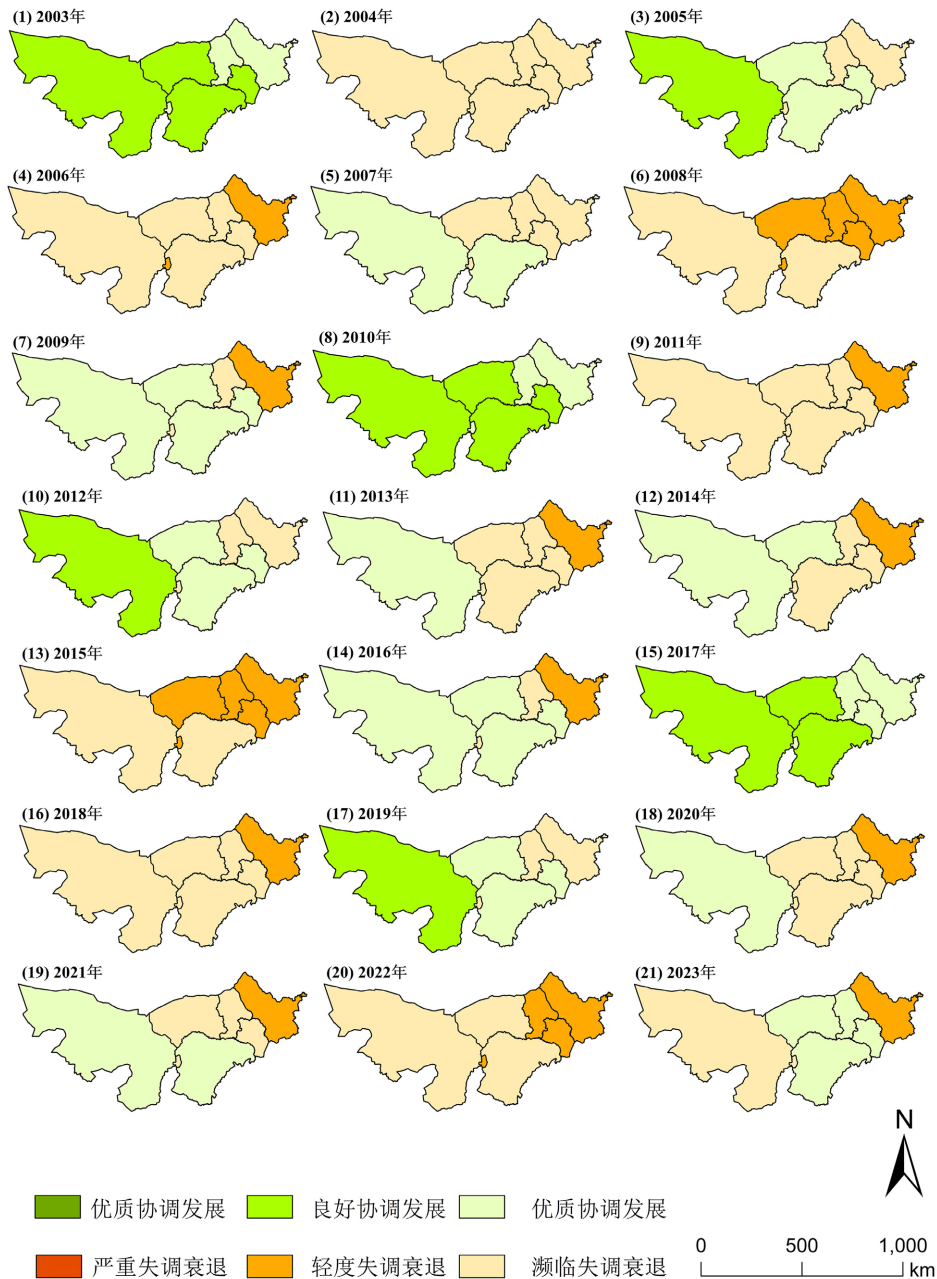 (1) 2003年
(2) 2004年
(3) 2005年
(4) 2006年
(5) 2007年
(6) 2008年
(7) 2009年
(8) 2010年
(9) 2011年
(10) 2012年
(11) 2013年
(12) 2014年
(13) 2015年
(14) 2016年
(15) 2017年
(16) 2018年
(17) 2019年
(18) 2020年
(19) 2021年
(20) 2022年
(21) 2023年
N
优质协调发展 良好协调发展 优质协调发展
严重失调衰退 轻度失调衰退 濒临失调衰退
0 500 1,000
km